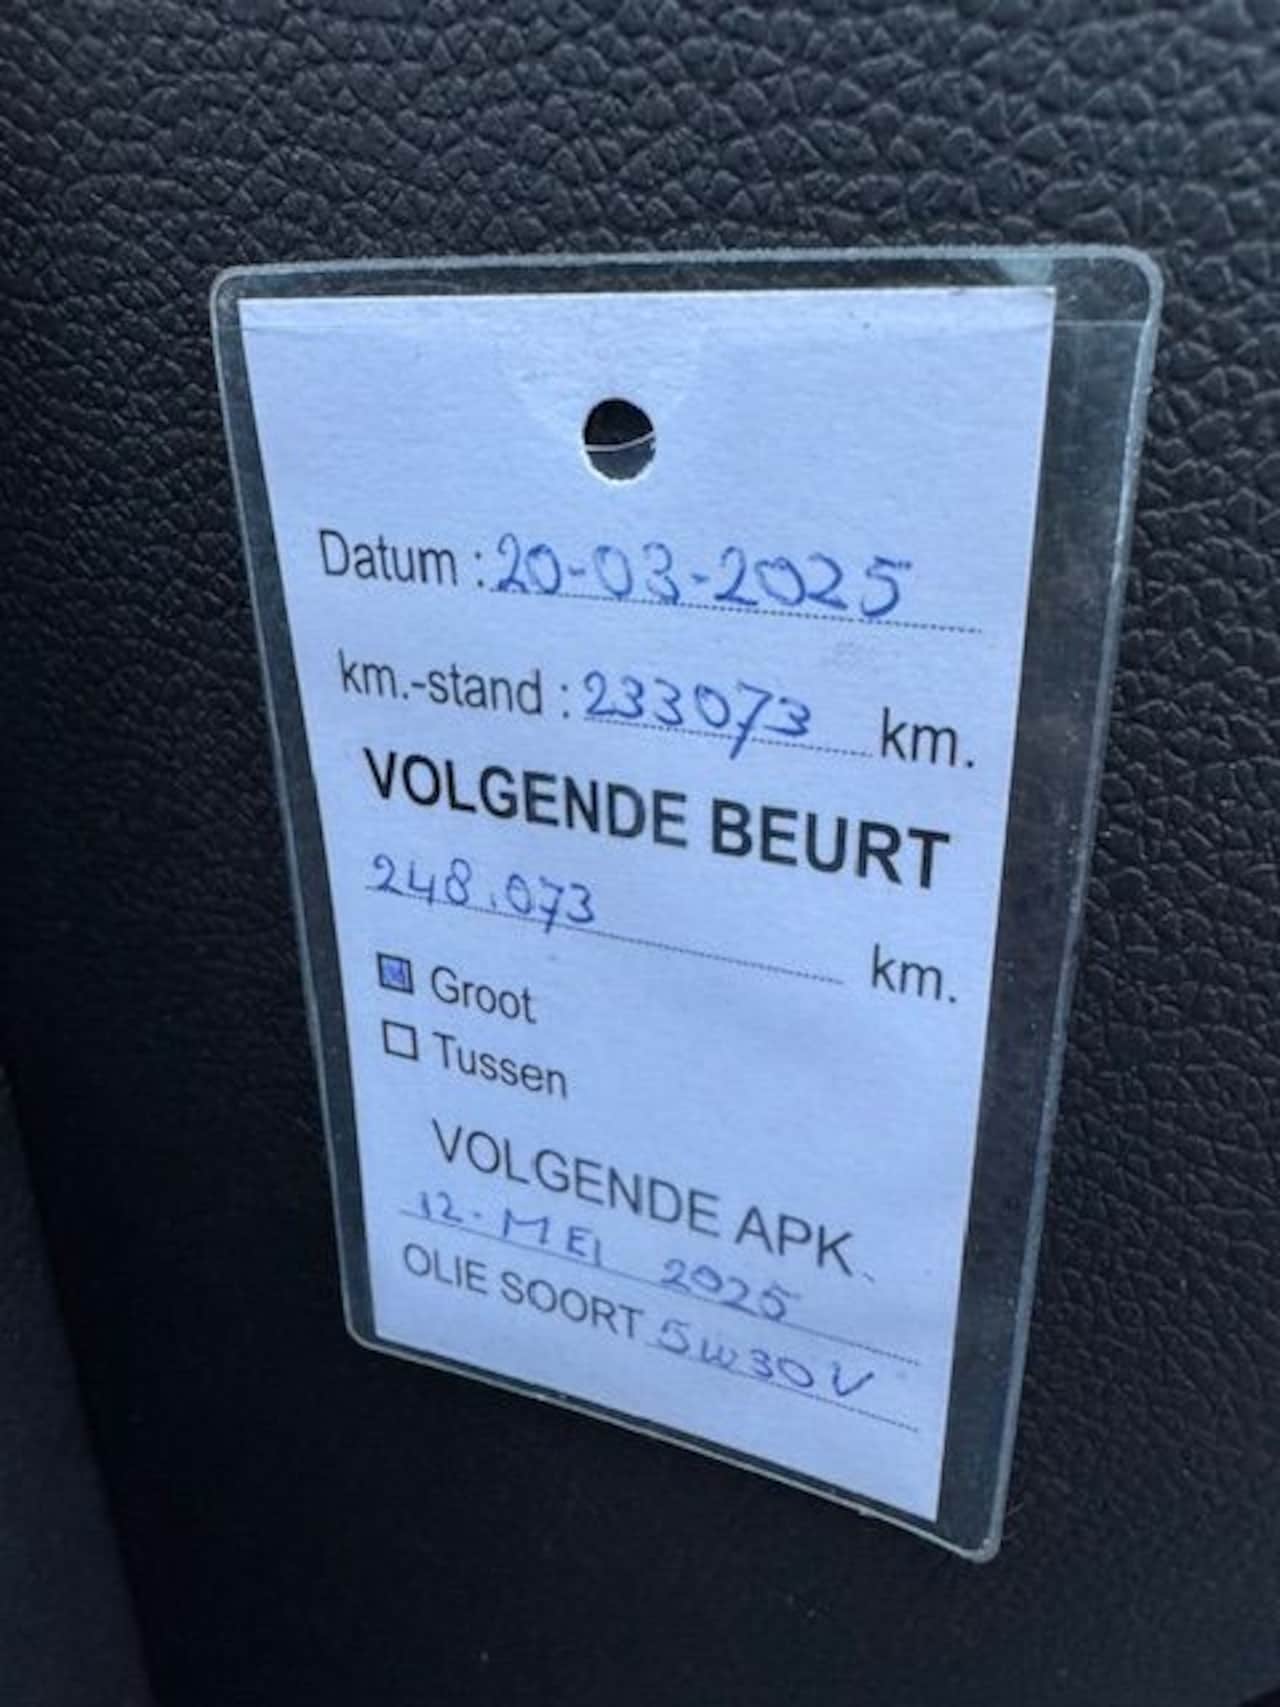 Datum : 20-03-2025
km.-stand : 233073 km.
VOLGENDE BEURT
248.073 km.
Groot
Tussen
VOLGENDE APK
12-MEI 2025
OLIE SOORT 5W30 V